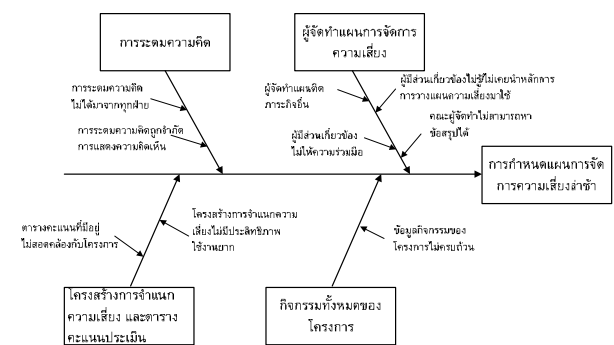 การระดมความคิด
ผู้จัดทำแผนการจัดการ
ความเสี่ยง
การระดมความคิด
ไม่ได้มาจากทุกฝ่าย
การระดมความคิดถูกจำกัด
การแสดงความคิดเห็น
ผู้จัดทำแผนติด
ภาระกิจอื่น
ผู้มีส่วนเกี่ยวข้องไม่รู้ไม่เคยนำหลักการ
การวางแผนความเสี่ยงมาใช้
ผู้มีส่วนเกี่ยวข้อง
ไม่ให้ความร่วมมือ
คณะผู้จัดทำไม่สามารถหา
ข้อสรุปได้
การกำหนดแผนการจัด
การความเสี่ยงล่าช้า
ตารางคะแนนที่มีอยู่
ไม่สอดคล้องกับโครงการ
โครงสร้างการจำแนกความ
เสี่ยงไม่มีประสิทธิภาพ
ใช้งานยาก
ข้อมูลกิจกรรมของ
โครงการไม่ครบถ้วน
โครงสร้างการจำแนก
ความเสี่ยง และตาราง
คะแนนประเมิน
กิจกรรมทั้งหมดของ
โครงการ